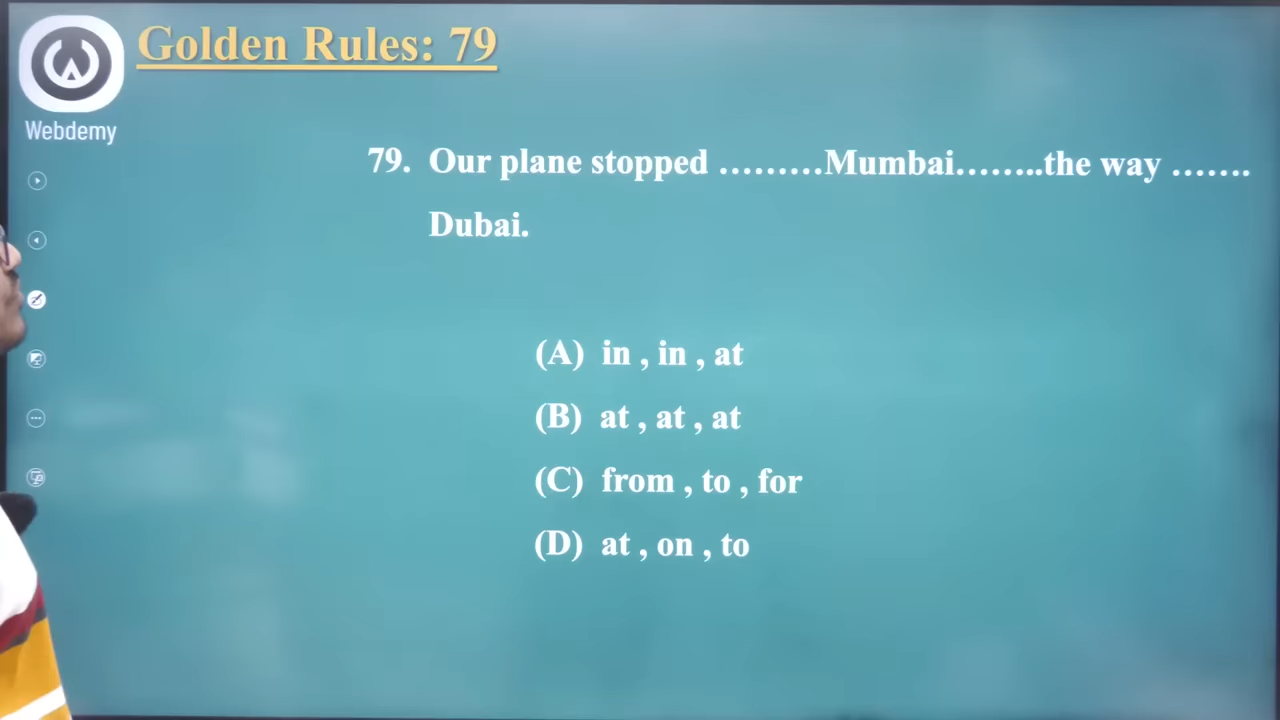 Golden Rules: 79
Webdemy
79. Our plane stopped .........Mumbai........the way .......
Dubai.
(A) in , in , at
(B) at , at , at
(C) from , to , for
(D) at , on , to